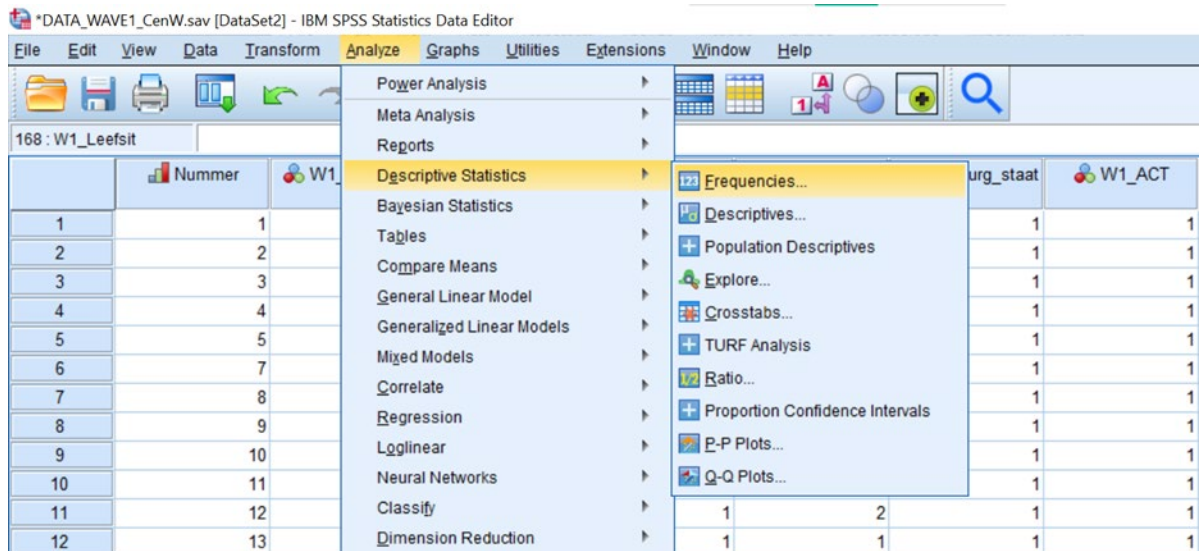 *DATA_WAVE1_CenW.sav [DataSet2] - IBM SPSS Statistics Data Editor
File Edit View Data Transform Analyze Graphs Utilities Extensions Window Help
A
1
168 : W1_Leefsit
Nummer W1_ urg_staat W1_ACT
Power Analysis
Meta Analysis
Reports
Descriptive Statistics
Bayesian Statistics
Tables
Compare Means
General Linear Model
Generalized Linear Models
Mixed Models
Correlate
Regression
Loglinear
Neural Networks
Classify
Dimension Reduction
123 Frequencies...
Descriptives...
Population Descriptives
Explore...
Crosstabs...
TURF Analysis
1/2 Ratio...
Proportion Confidence Intervals
P-P Plots...
Q-Q Plots...
1 1 1 1
2 2 1 1
3 3 1 1
4 4 1 1
5 5 1 1
6 7 1 1
7 8 1 1
8 9 1 1
9 10 1 1
10 11 1 1
11 12 1 2 1 1
12 13 1 1 1 1